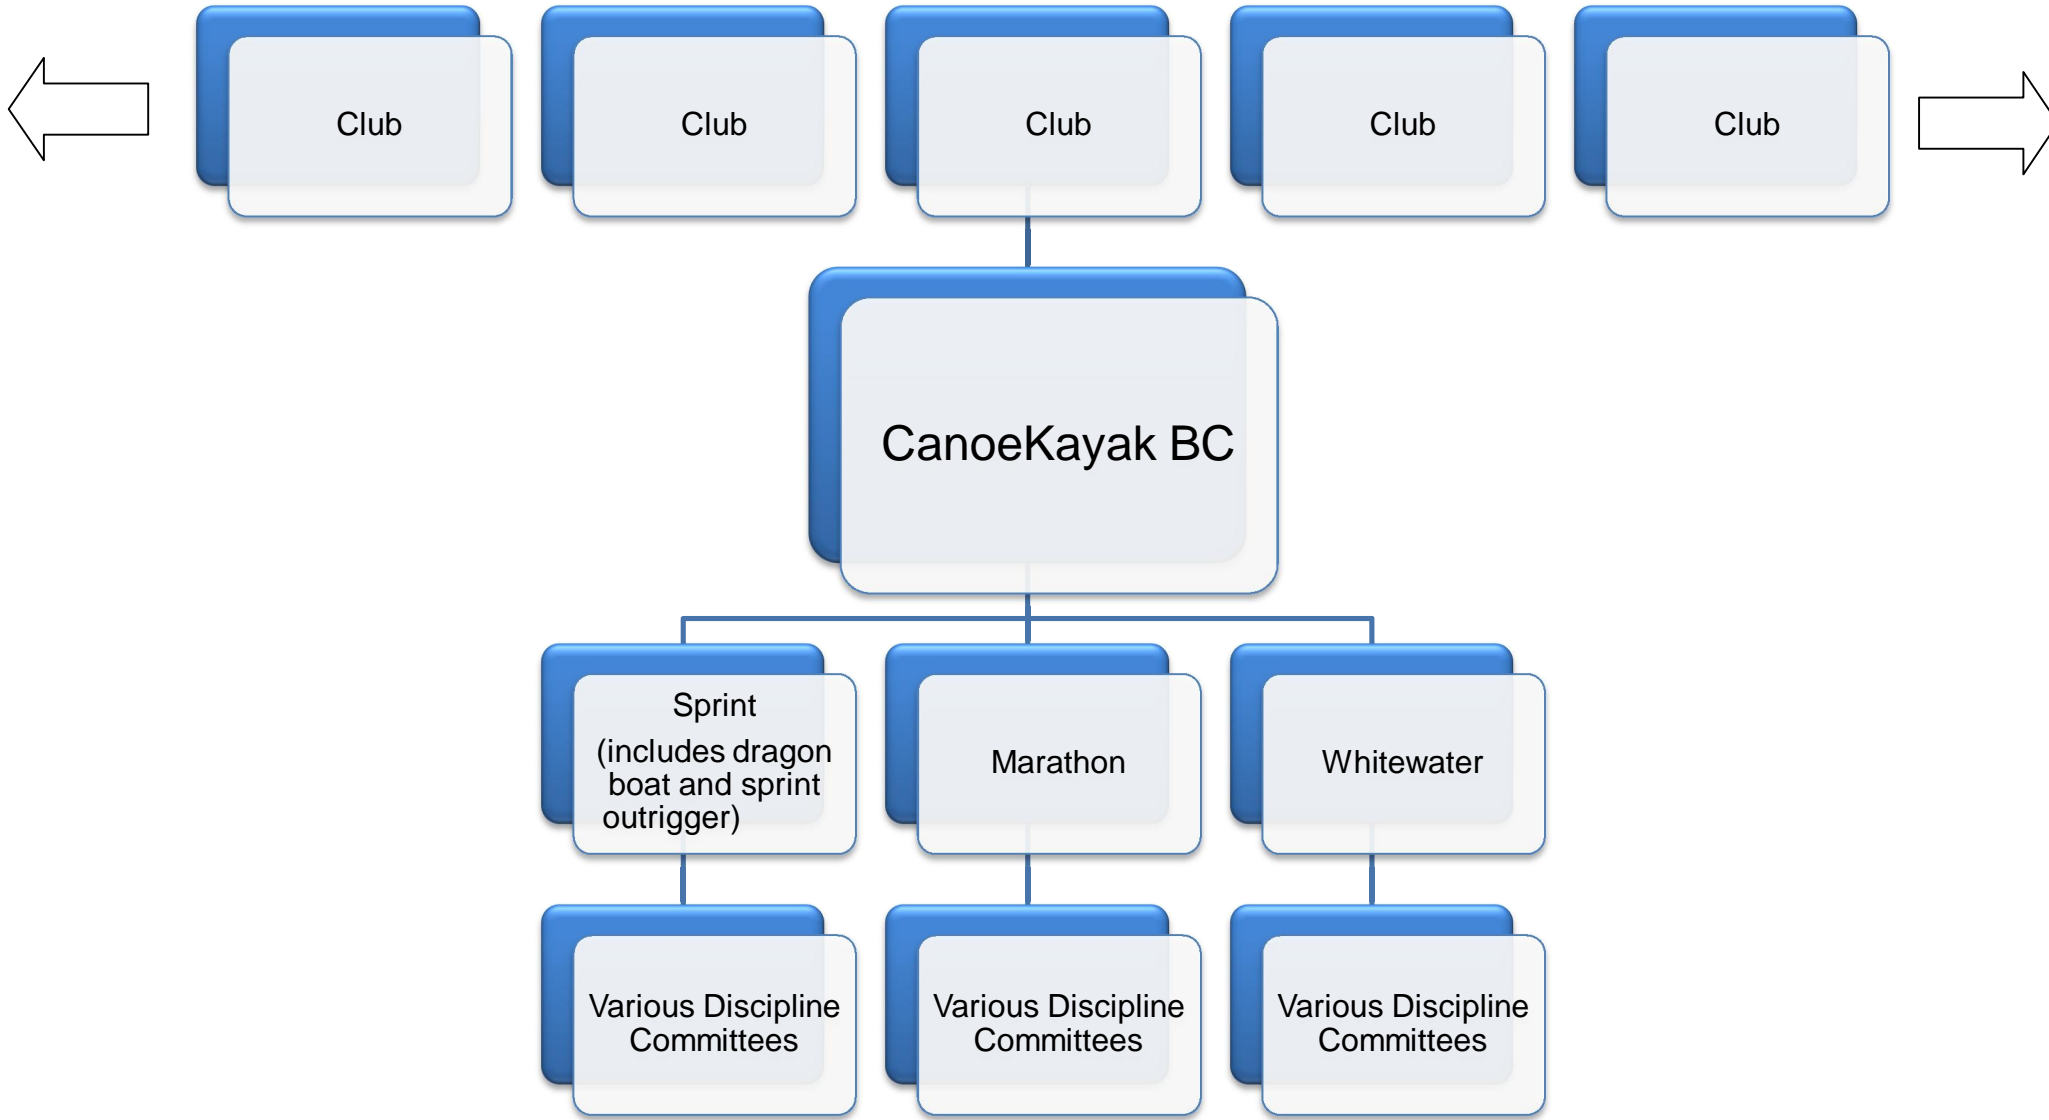 Club
Club
Club
Club
Club
CanoeKayak BC
Sprint
(includes dragon
boat and sprint
outrigger)
Marathon
Whitewater
Various Discipline
Committees
Various Discipline
Committees
Various Discipline
Committees